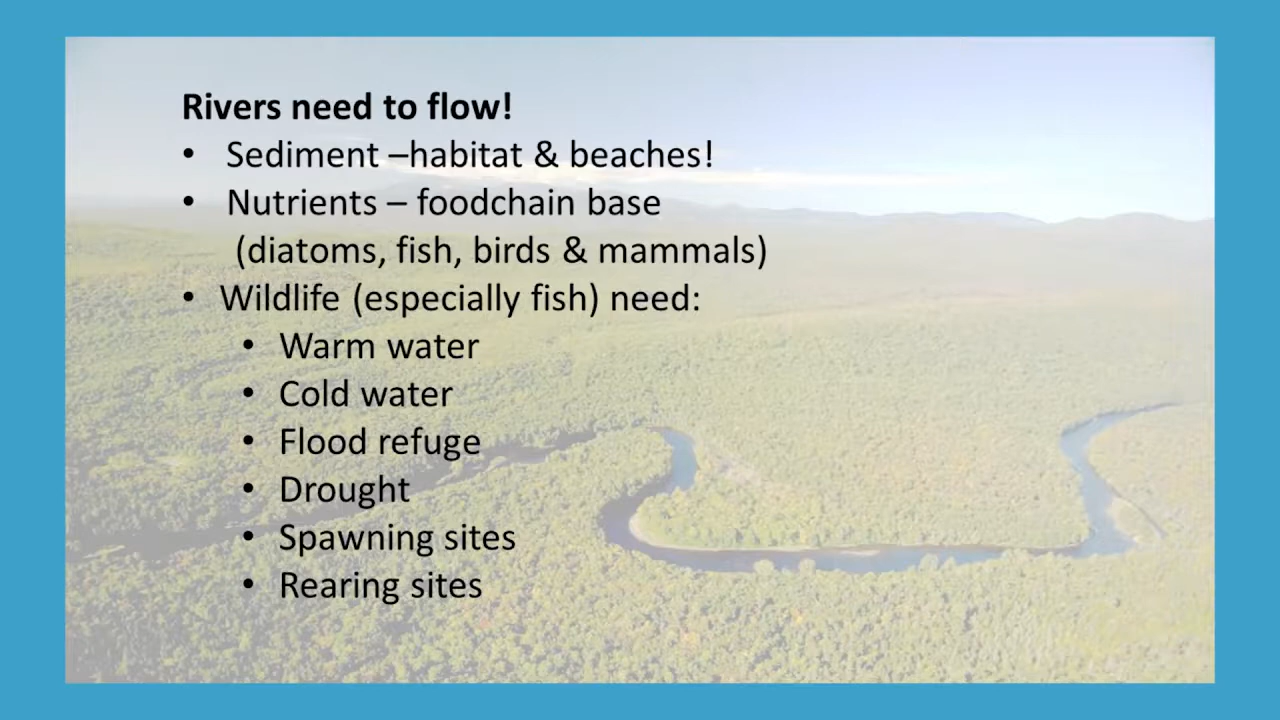 Rivers need to flow!
• Sediment –habitat & beaches!
• Nutrients – foodchain base
(diatoms, fish, birds & mammals)
• Wildlife (especially fish) need:
• Warm water
• Cold water
• Flood refuge
• Drought
• Spawning sites
• Rearing sites